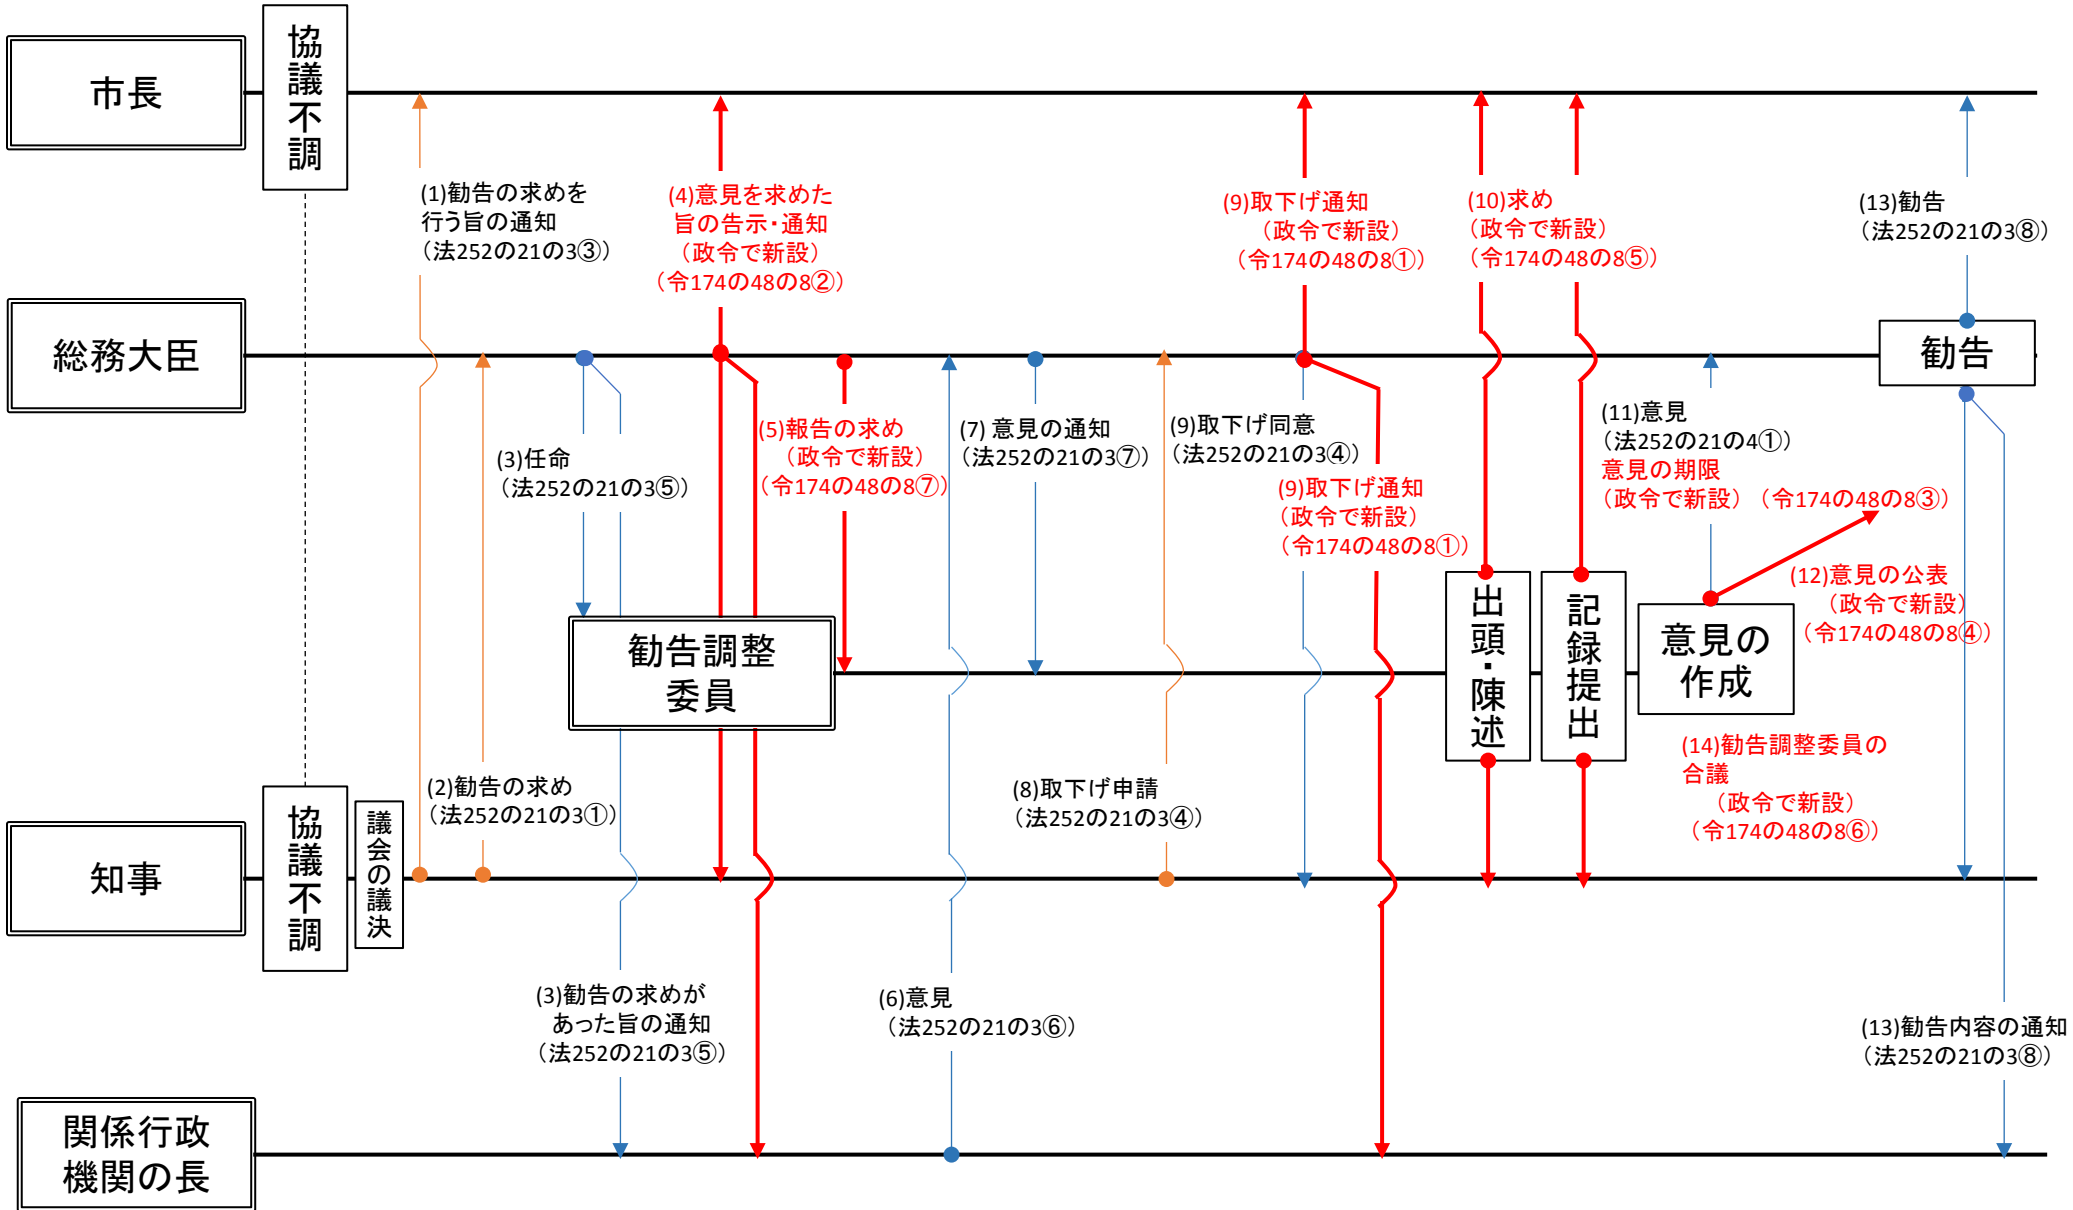 市長
協議不調
(1)勧告の求めを
行う旨の通知
（法252の21の3③）
(4)意見を求めた
旨の告示・通知
（政令で新設）
（令174の48の8②）
(9)取下げ通知
（政令で新設）
（令174の48の8①）
(10)求め
（政令で新設）
（令174の48の8⑤）
(13)勧告
（法252の21の3⑧）
総務大臣
勧告
(3)任命
（法252の21の3⑤）
(5)報告の求め
（政令で新設）
（令174の48の8⑦）
(7) 意見の通知
（法252の21の3⑦）
(9)取下げ同意
（法252の21の3④）
(9)取下げ通知
（政令で新設）
（令174の48の8①）
(11)意見
（法252の21の4①）
意見の期限
（政令で新設）（令174の48の8③）
(12)意見の公表
（政令で新設）
（令174の48の8④）
勧告調整
委員
出頭・陳述
記録提出
意見の
作成
(14)勧告調整委員の
合議
（政令で新設）
（令174の48の8⑥）
(2)勧告の求め
（法252の21の3①）
(8)取下げ申請
（法252の21の3④）
知事
協議不調
議会の議決
(3)勧告の求めが
あった旨の通知
（法252の21の3⑤）
(6)意見
（法252の21の3⑥）
(13)勧告内容の通知
（法252の21の3⑧）
関係行政
機関の長